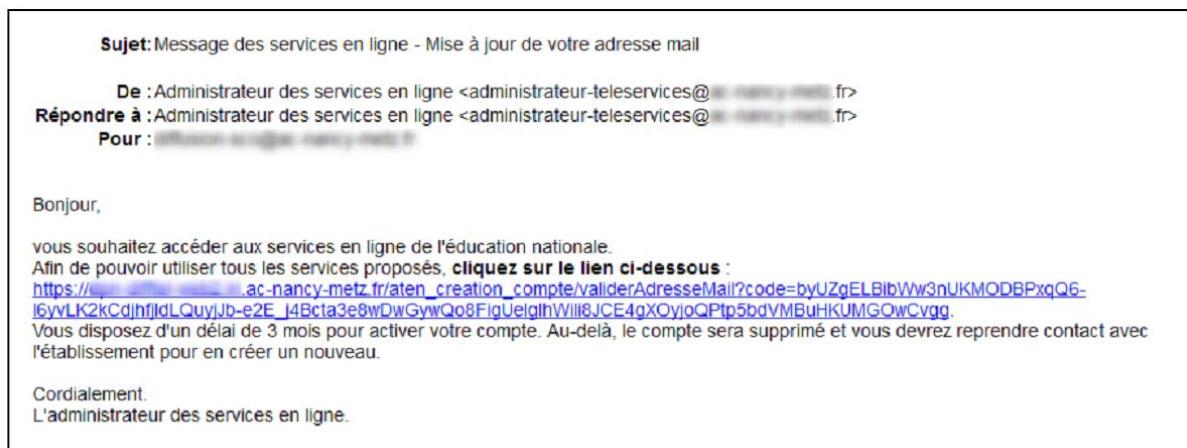 Sujet: Message des services en ligne - Mise à jour de votre adresse mail
De : Administrateur des services en ligne <administrateur-teleservices@ .fr>
Répondre à : Administrateur des services en ligne <administrateur-teleservices@ .fr>
Pour :
Bonjour,
vous souhaitez accéder aux services en ligne de l'éducation nationale.
Afin de pouvoir utiliser tous les services proposés, cliquez sur le lien ci-dessous :
https:// .ac-nancy-metz.fr/aten_creation_compte/validerAdresseMail?code=byUZgELBibWw3nUKMODBPxqQ6-
Vous disposez d'un délai de 3 mois pour activer votre compte. Au-delà, le compte sera supprimé et vous devrez reprendre contact avec
l'établissement pour en créer un nouveau.
Cordialement.
L'administrateur des services en ligne.